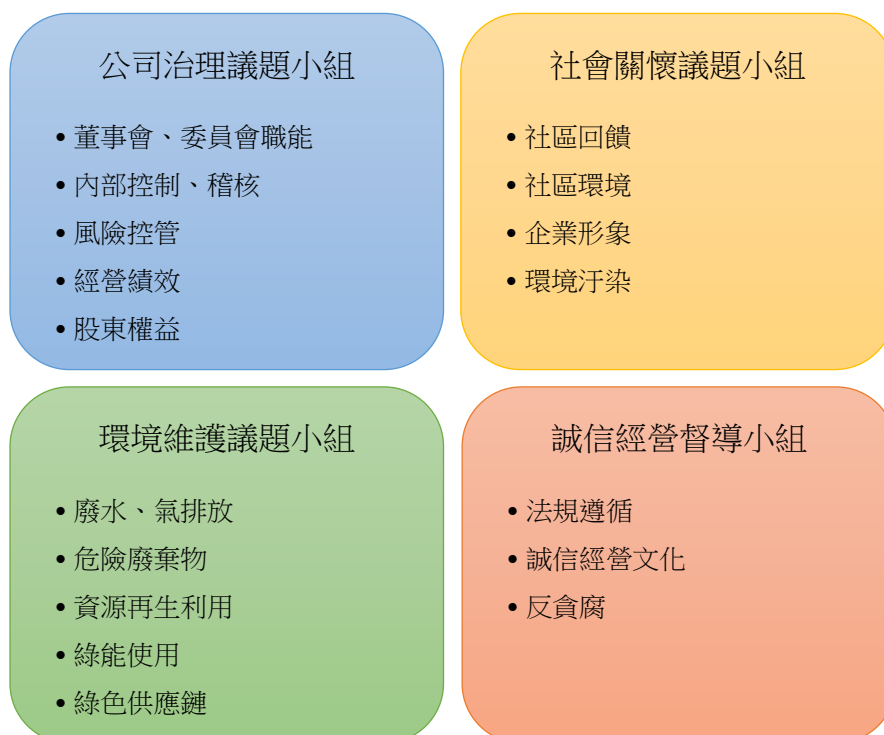 公司治理議題小組
• 董事會、委員會職能
• 內部控制、稽核
• 風險控管
• 經營績效
• 股東權益
社會關懷議題小組
• 社區回饋
• 社區環境
• 企業形象
• 環境汙染
環境維護議題小組
• 廢水、氣排放
• 危險廢棄物
• 資源再生利用
• 綠能使用
• 綠色供應鏈
誠信經營督導小組
• 法規遵循
• 誠信經營文化
• 反貪腐